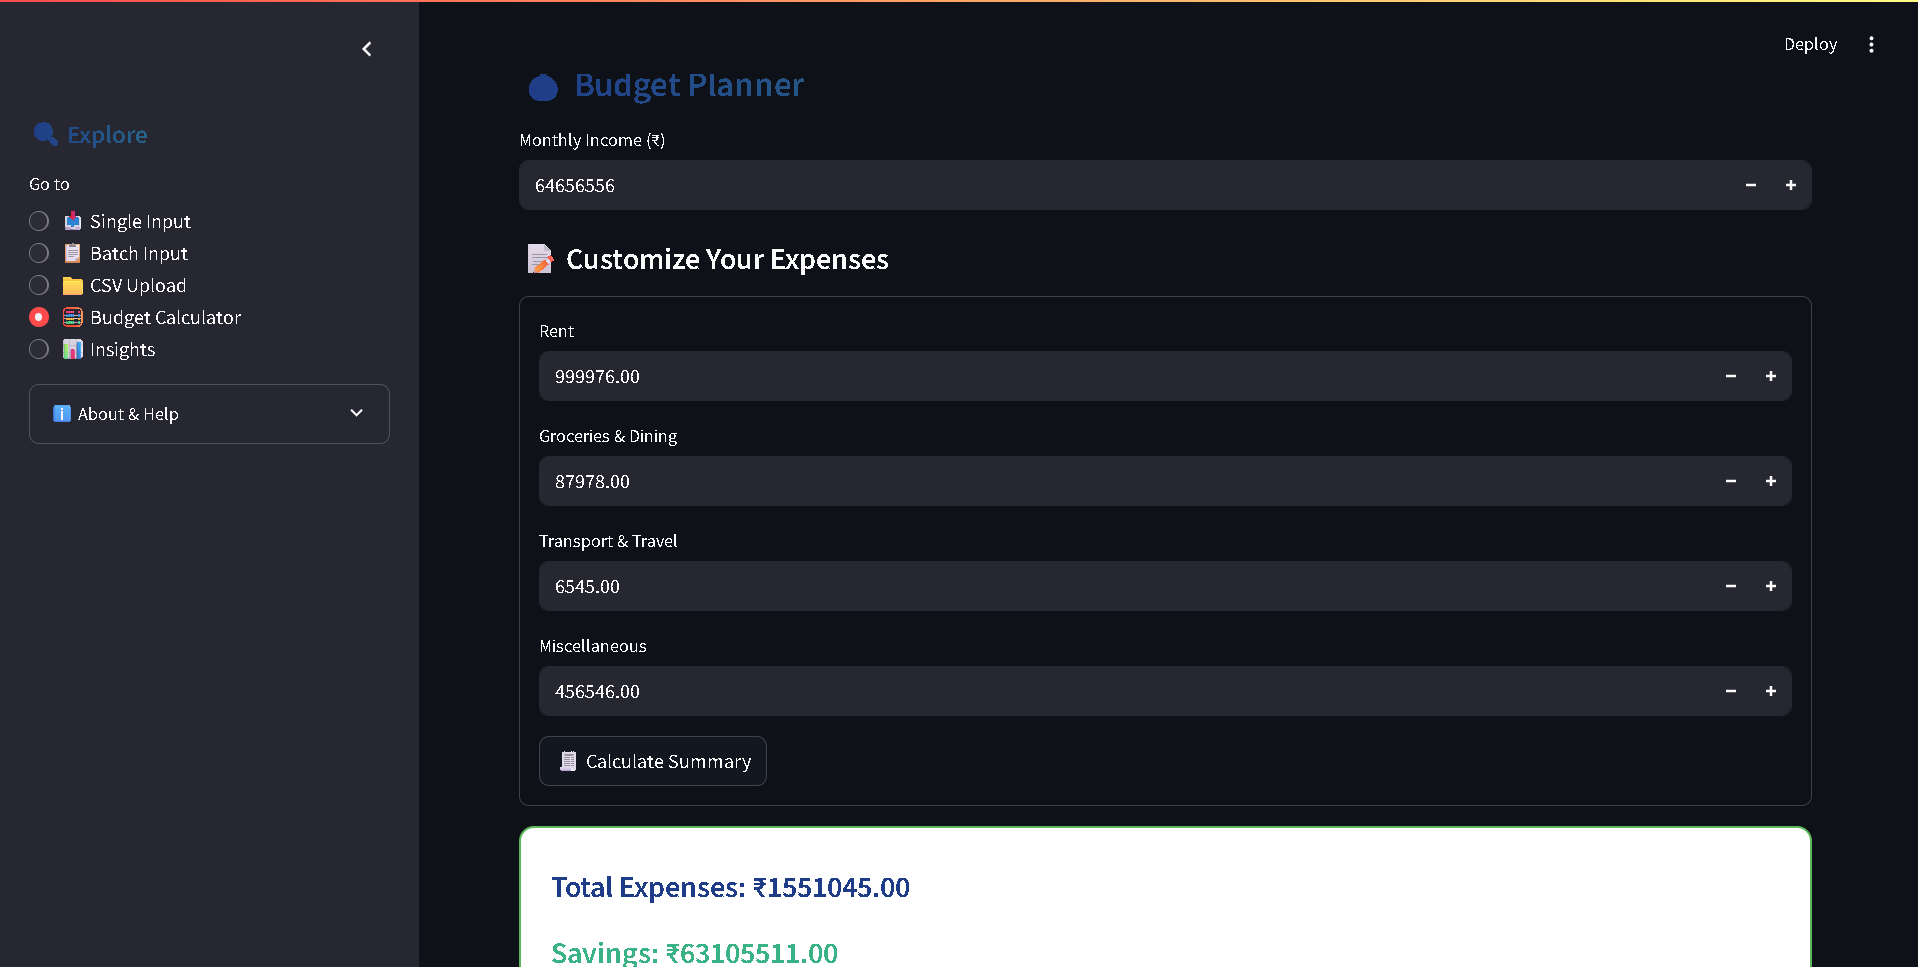 Deploy
Explore
Go to
Single Input
Batch Input
CSV Upload
Budget Calculator
Insights
About & Help
Budget Planner
Monthly Income (₹)
64656556
Customize Your Expenses
Rent
999976.00
Groceries & Dining
87978.00
Transport & Travel
6545.00
Miscellaneous
456546.00
Calculate Summary
Total Expenses: ₹1551045.00
Savings: ₹63105511.00